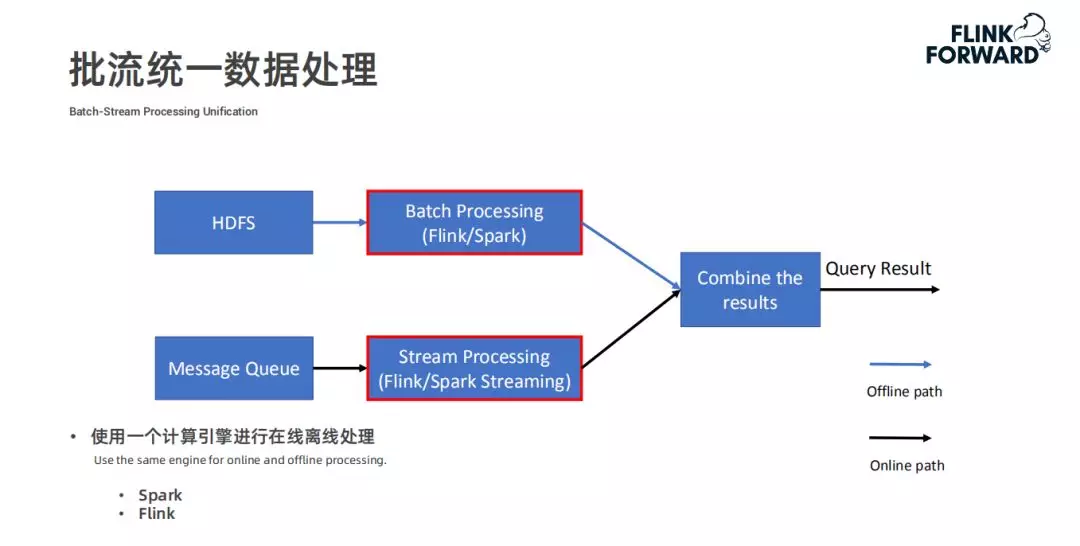 批流统一数据处理
Batch-Stream Processing Unification
FLINK
FORWARD
HDFS
Batch Processing
(Flink/Spark)
Message Queue
Stream Processing
(Flink/Spark Streaming)
Combine the
results
Query Result
Offline path
Online path
• 使用一个计算引擎进行在线离线处理
Use the same engine for online and offline processing.
• Spark
• Flink